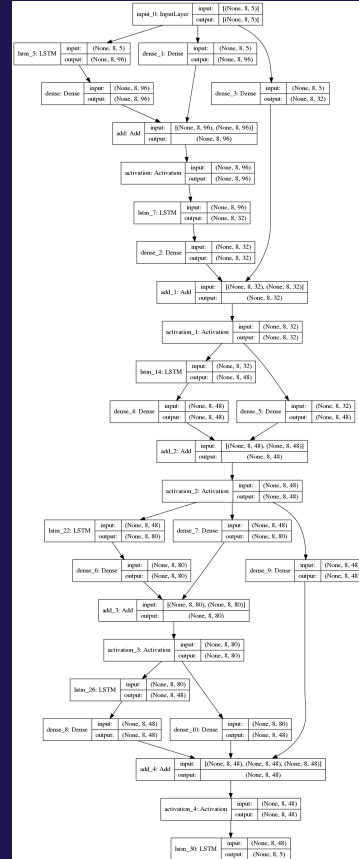 input_0: InputLayer input: [(None, 8, 5)]
output: [(None, 8, 5)]
lstm_5: LSTM input: (None, 8, 5)
output: (None, 8, 96)
dense_1: Dense input: (None, 8, 5)
output: (None, 8, 96)
dense: Dense input: (None, 8, 96)
output: (None, 8, 96)
dense_3: Dense input: (None, 8, 5)
output: (None, 8, 32)
add: Add input: [(None, 8, 96), (None, 8, 96)]
output: (None, 8, 96)
activation: Activation input: (None, 8, 96)
output: (None, 8, 96)
lstm_7: LSTM input: (None, 8, 96)
output: (None, 8, 32)
dense_2: Dense input: (None, 8, 32)
output: (None, 8, 32)
add_1: Add input: [(None, 8, 32), (None, 8, 32)]
output: (None, 8, 32)
activation_1: Activation input: (None, 8, 32)
output: (None, 8, 32)
lstm_14: LSTM input: (None, 8, 32)
output: (None, 8, 48)
dense_4: Dense input: (None, 8, 48)
output: (None, 8, 48)
dense_5: Dense input: (None, 8, 32)
output: (None, 8, 48)
add_2: Add input: [(None, 8, 48), (None, 8, 48)]
output: (None, 8, 48)
activation_2: Activation input: (None, 8, 48)
output: (None, 8, 48)
lstm_22: LSTM input: (None, 8, 48)
output: (None, 8, 80)
dense_7: Dense input: (None, 8, 48)
output: (None, 8, 80)
dense_6: Dense input: (None, 8, 80)
output: (None, 8, 80)
dense_9: Dense input: (None, 8, 48)
output: (None, 8, 48)
add_3: Add input: [(None, 8, 80), (None, 8, 80)]
output: (None, 8, 80)
activation_3: Activation input: (None, 8, 80)
output: (None, 8, 80)
lstm_26: LSTM input: (None, 8, 80)
output: (None, 8, 48)
dense_8: Dense input: (None, 8, 48)
output: (None, 8, 48)
dense_10: Dense input: (None, 8, 80)
output: (None, 8, 48)
add_4: Add input: [(None, 8, 48), (None, 8, 48), (None, 8, 48)]
output: (None, 8, 48)
activation_4: Activation input: (None, 8, 48)
output: (None, 8, 48)
lstm_30: LSTM input: (None, 8, 48)
output: (None, 8, 5)